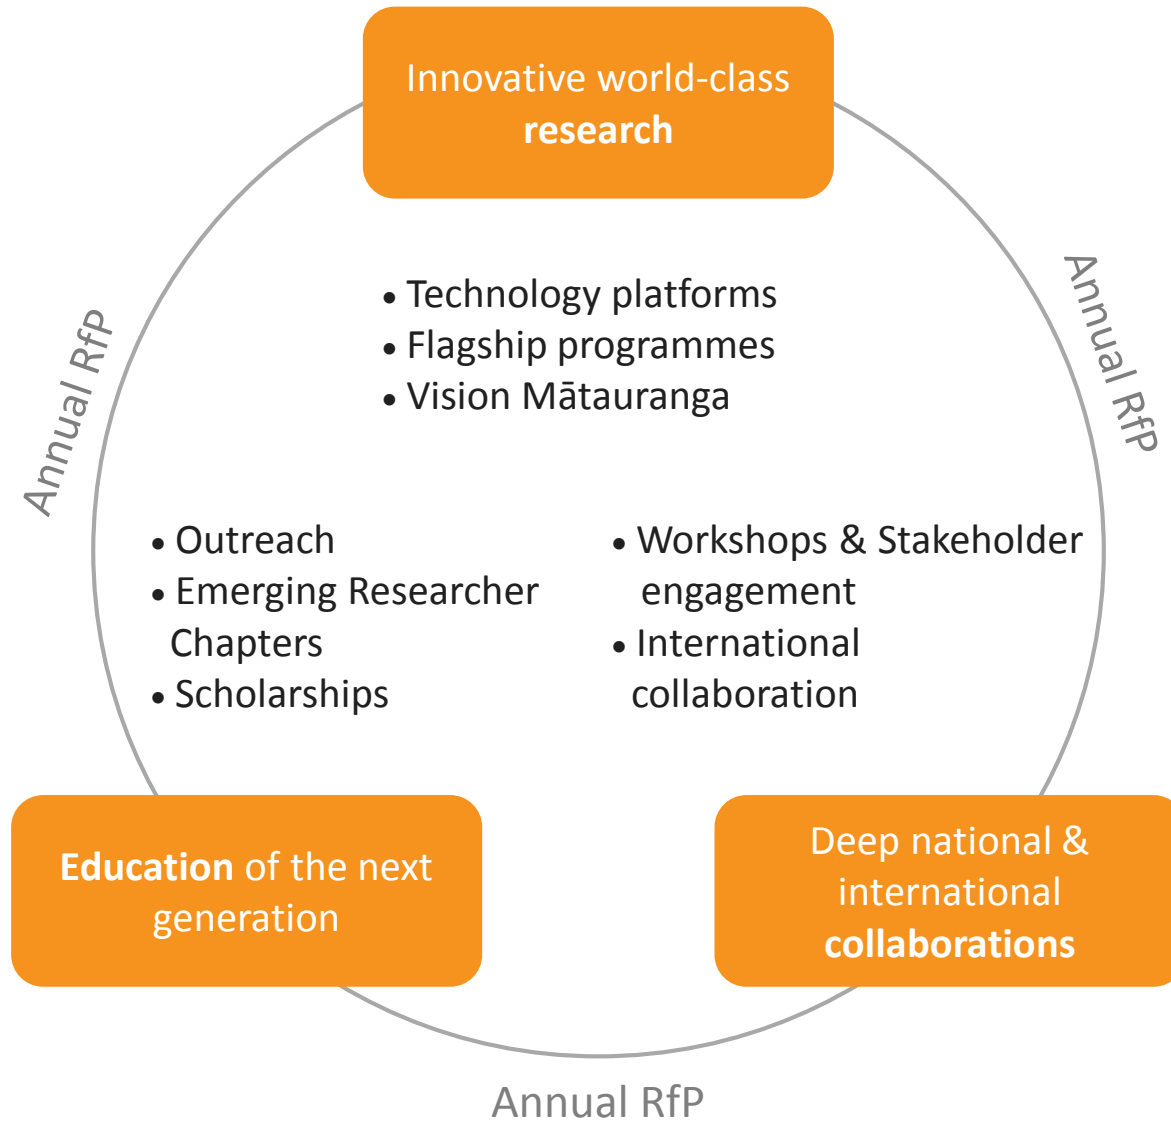 Innovative world-class
research
Annual RfP
Annual RfP
• Technology platforms
• Flagship programmes
• Vision Mātauranga
• Outreach
• Emerging Researcher
Chapters
• Scholarships
• Workshops & Stakeholder
engagement
• International
collaboration
Education of the next
generation
Deep national &
international
collaborations
Annual RfP